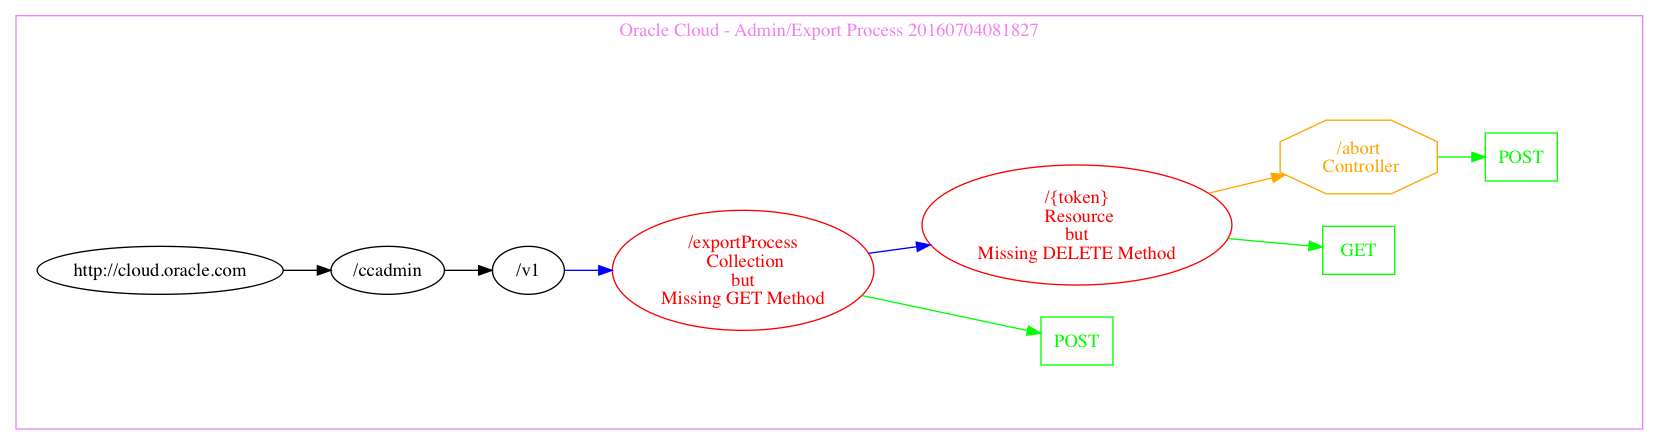 Oracle Cloud - Admin/Export Process 20160704081827
http://cloud.oracle.com
/ccadmin
/v1
/exportProcess
Collection
but
Missing GET Method
/{token}
Resource
but
Missing DELETE Method
/abort
Controller
POST
GET
POST